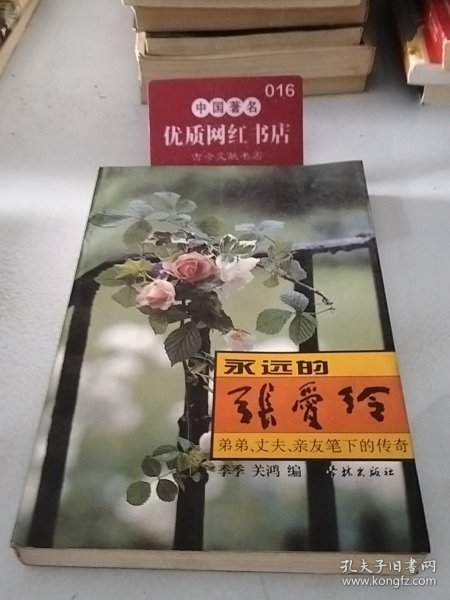 016
中国著名
优质网红书店
古今文献书店
永远的
張愛玲
弟弟、丈夫、亲友笔下的传奇
季季 关鸿 编 学林出版社
孔夫子旧书网
www.kongfz.com